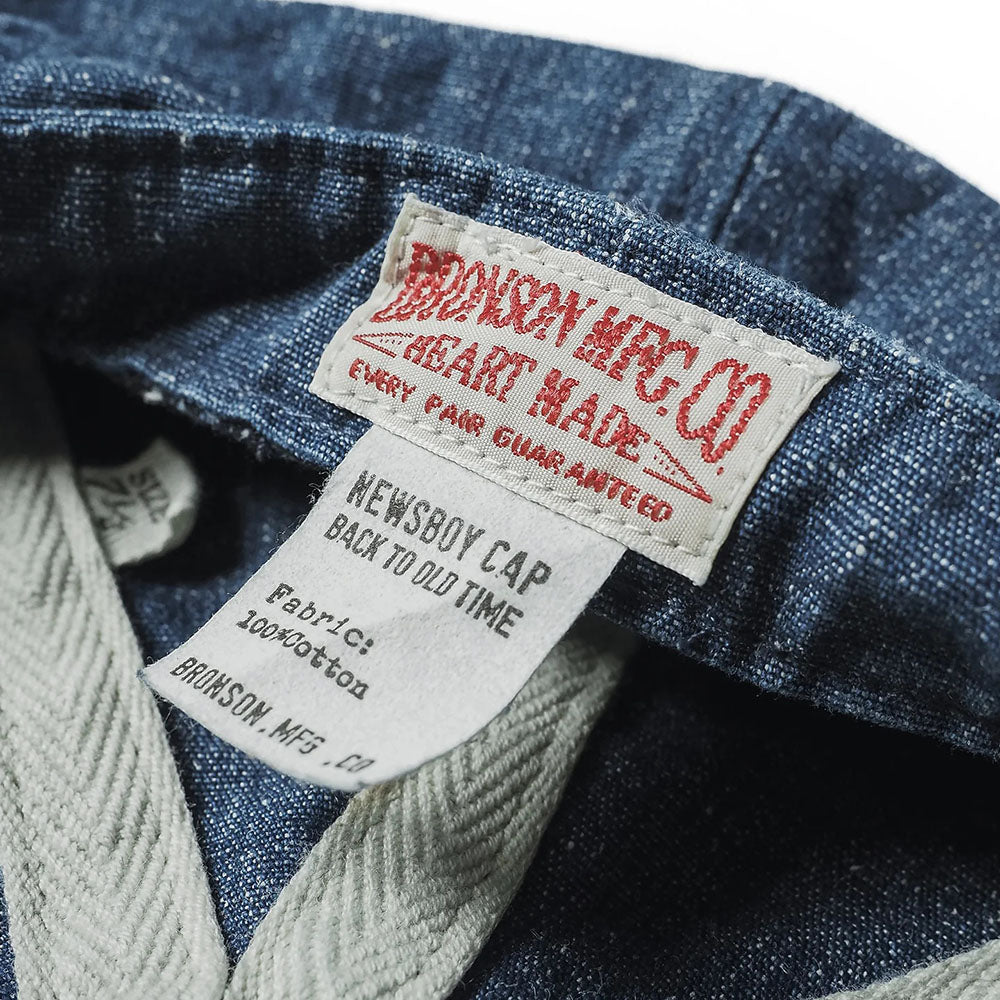 BRONSON MFG.CO
HEART MADE
EVERY PAIR GUARANTEED
NEWSBOY CAP
BACK TO OLD TIME
Fabric:
100%Cotton
BRONSON.MFG.CO
SIZE